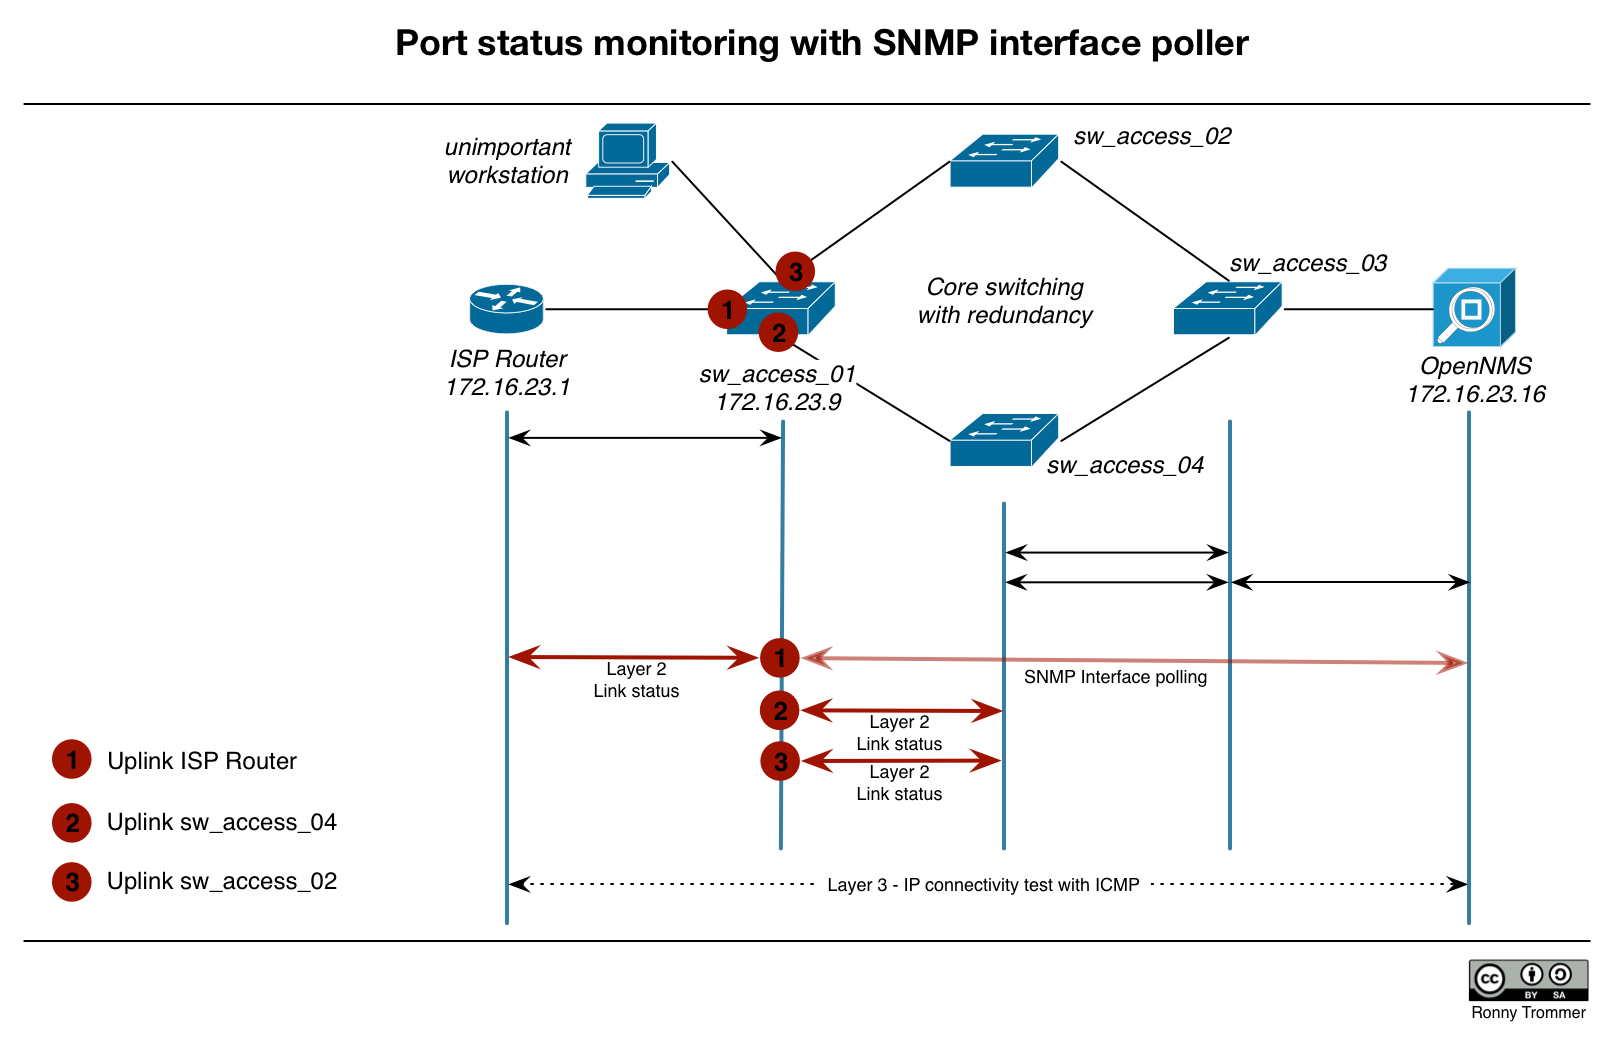 Port status monitoring with SNMP interface poller
unimportant
workstation
sw_access_02
3
sw_access_03
Core switching
with redundancy
1
2
ISP Router
172.16.23.1
sw_access_01
172.16.23.9
OpenNMS
172.16.23.16
sw_access_04
1
Layer 2
Link status
SNMP Interface polling
2
Layer 2
Link status
3
Layer 2
Link status
1 Uplink ISP Router
2 Uplink sw_access_04
3 Uplink sw_access_02
Layer 3 - IP connectivity test with ICMP
cc
BY SA
Ronny Trommer